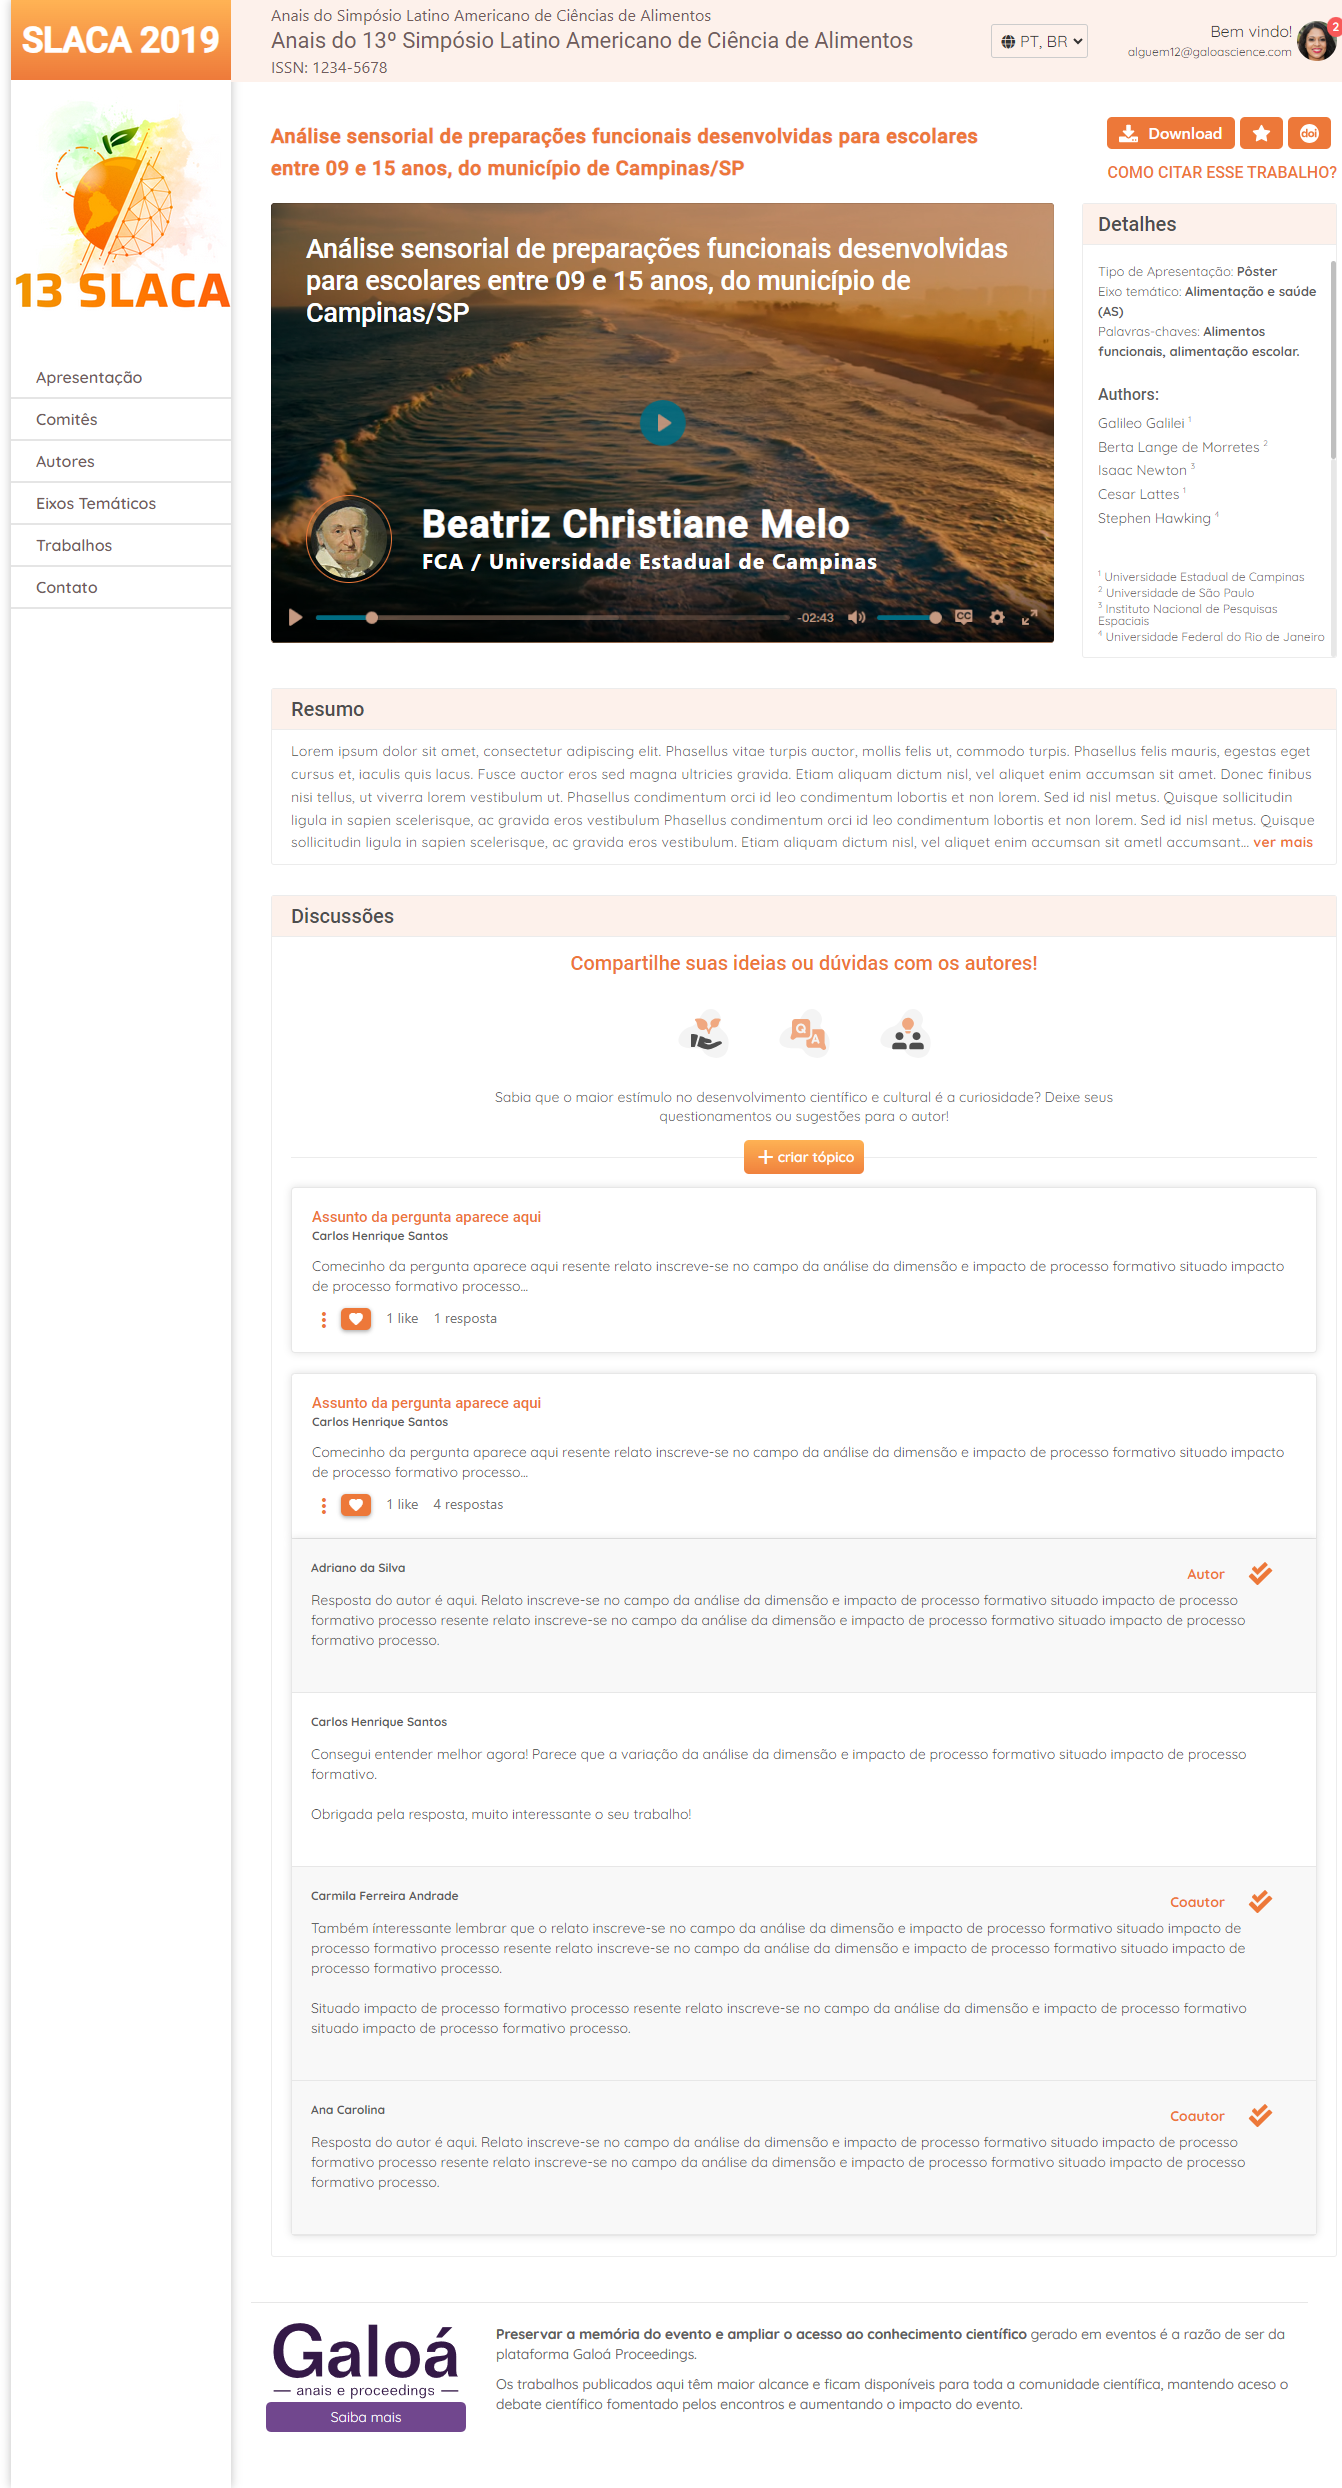 SLACA 2019
Anais do Simpósio Latino Americano de Ciências de Alimentos
Anais do 13º Simpósio Latino Americano de Ciência de Alimentos
ISSN: 1234-5678
PT, BR
Bem vindo!
alguem12@galoascience.com
2
13 SLACA
Apresentação
Comitês
Autores
Eixos Temáticos
Trabalhos
Contato
Análise sensorial de preparações funcionais desenvolvidas para escolares
entre 09 e 15 anos, do município de Campinas/SP
Download
doi
COMO CITAR ESSE TRABALHO?
Análise sensorial de preparações funcionais desenvolvidas
para escolares entre 09 e 15 anos, do município de
Campinas/SP
Beatriz Christiane Melo
FCA / Universidade Estadual de Campinas
-02:43
CC
Detalhes
Tipo de Apresentação: Pôster
Eixo temático: Alimentação e saúde
(AS)
Palavras-chaves: Alimentos
funcionais, alimentação escolar.
Authors:
Galileo Galilei 1
Berta Lange de Morretes 2
Isaac Newton 3
Cesar Lattes 1
Stephen Hawking 4
1 Universidade Estadual de Campinas
2 Universidade de São Paulo
3 Instituto Nacional de Pesquisas
Espaciais
4 Universidade Federal do Rio de Janeiro
Resumo
Lorem ipsum dolor sit amet, consectetur adipiscing elit. Phasellus vitae turpis auctor, mollis felis ut, commodo turpis. Phasellus felis mauris, egestas eget
cursus et, iaculis quis lacus. Fusce auctor eros sed magna ultricies gravida. Etiam aliquam dictum nisl, vel aliquet enim accumsan sit amet. Donec finibus
nisi tellus, ut viverra lorem vestibulum ut. Phasellus condimentum orci id leo condimentum lobortis et non lorem. Sed id nisl metus. Quisque sollicitudin
ligula in sapien scelerisque, ac gravida eros vestibulum Phasellus condimentum orci id leo condimentum lobortis et non lorem. Sed id nisl metus. Quisque
sollicitudin ligula in sapien scelerisque, ac gravida eros vestibulum. Etiam aliquam dictum nisl, vel aliquet enim accumsan sit ametl accumsant... ver mais
Discussões
Compartilhe suas ideias ou dúvidas com os autores!
Q
A
Sabia que o maior estímulo no desenvolvimento científico e cultural é a curiosidade? Deixe seus
questionamentos ou sugestões para o autor!
+ criar tópico
Assunto da pergunta aparece aqui
Carlos Henrique Santos
Comecinho da pergunta aparece aqui resente relato inscreve-se no campo da análise da dimensão e impacto de processo formativo situado impacto
de processo formativo processo...
1 like 1 resposta
Assunto da pergunta aparece aqui
Carlos Henrique Santos
Comecinho da pergunta aparece aqui resente relato inscreve-se no campo da análise da dimensão e impacto de processo formativo situado impacto
de processo formativo processo...
1 like 4 respostas
Adriano da Silva
Autor
Resposta do autor é aqui. Relato inscreve-se no campo da análise da dimensão e impacto de processo formativo situado impacto de processo
formativo processo resente relato inscreve-se no campo da análise da dimensão e impacto de processo formativo situado impacto de processo
formativo processo.
Carlos Henrique Santos
Consegui entender melhor agora! Parece que a variação da análise da dimensão e impacto de processo formativo situado impacto de processo
formativo.
Obrigada pela resposta, muito interessante o seu trabalho!
Carmila Ferreira Andrade
Coautor
Também ínteressante lembrar que o relato inscreve-se no campo da análise da dimensão e impacto de processo formativo situado impacto de
processo formativo processo resente relato inscreve-se no campo da análise da dimensão e impacto de processo formativo situado impacto de
processo formativo processo.
Situado impacto de processo formativo processo resente relato inscreve-se no campo da análise da dimensão e impacto de processo formativo
situado impacto de processo formativo processo.
Ana Carolina
Coautor
Resposta do autor é aqui. Relato inscreve-se no campo da análise da dimensão e impacto de processo formativo situado impacto de processo
formativo processo resente relato inscreve-se no campo da análise da dimensão e impacto de processo formativo situado impacto de processo
formativo processo.
Galoá
— anais e proceedings —
Saiba mais
Preservar a memória do evento e ampliar o acesso ao conhecimento científico gerado em eventos é a razão de ser da
plataforma Galoá Proceedings.
Os trabalhos publicados aqui têm maior alcance e ficam disponíveis para toda a comunidade científica, mantendo aceso o
debate científico fomentado pelos encontros e aumentando o impacto do evento.